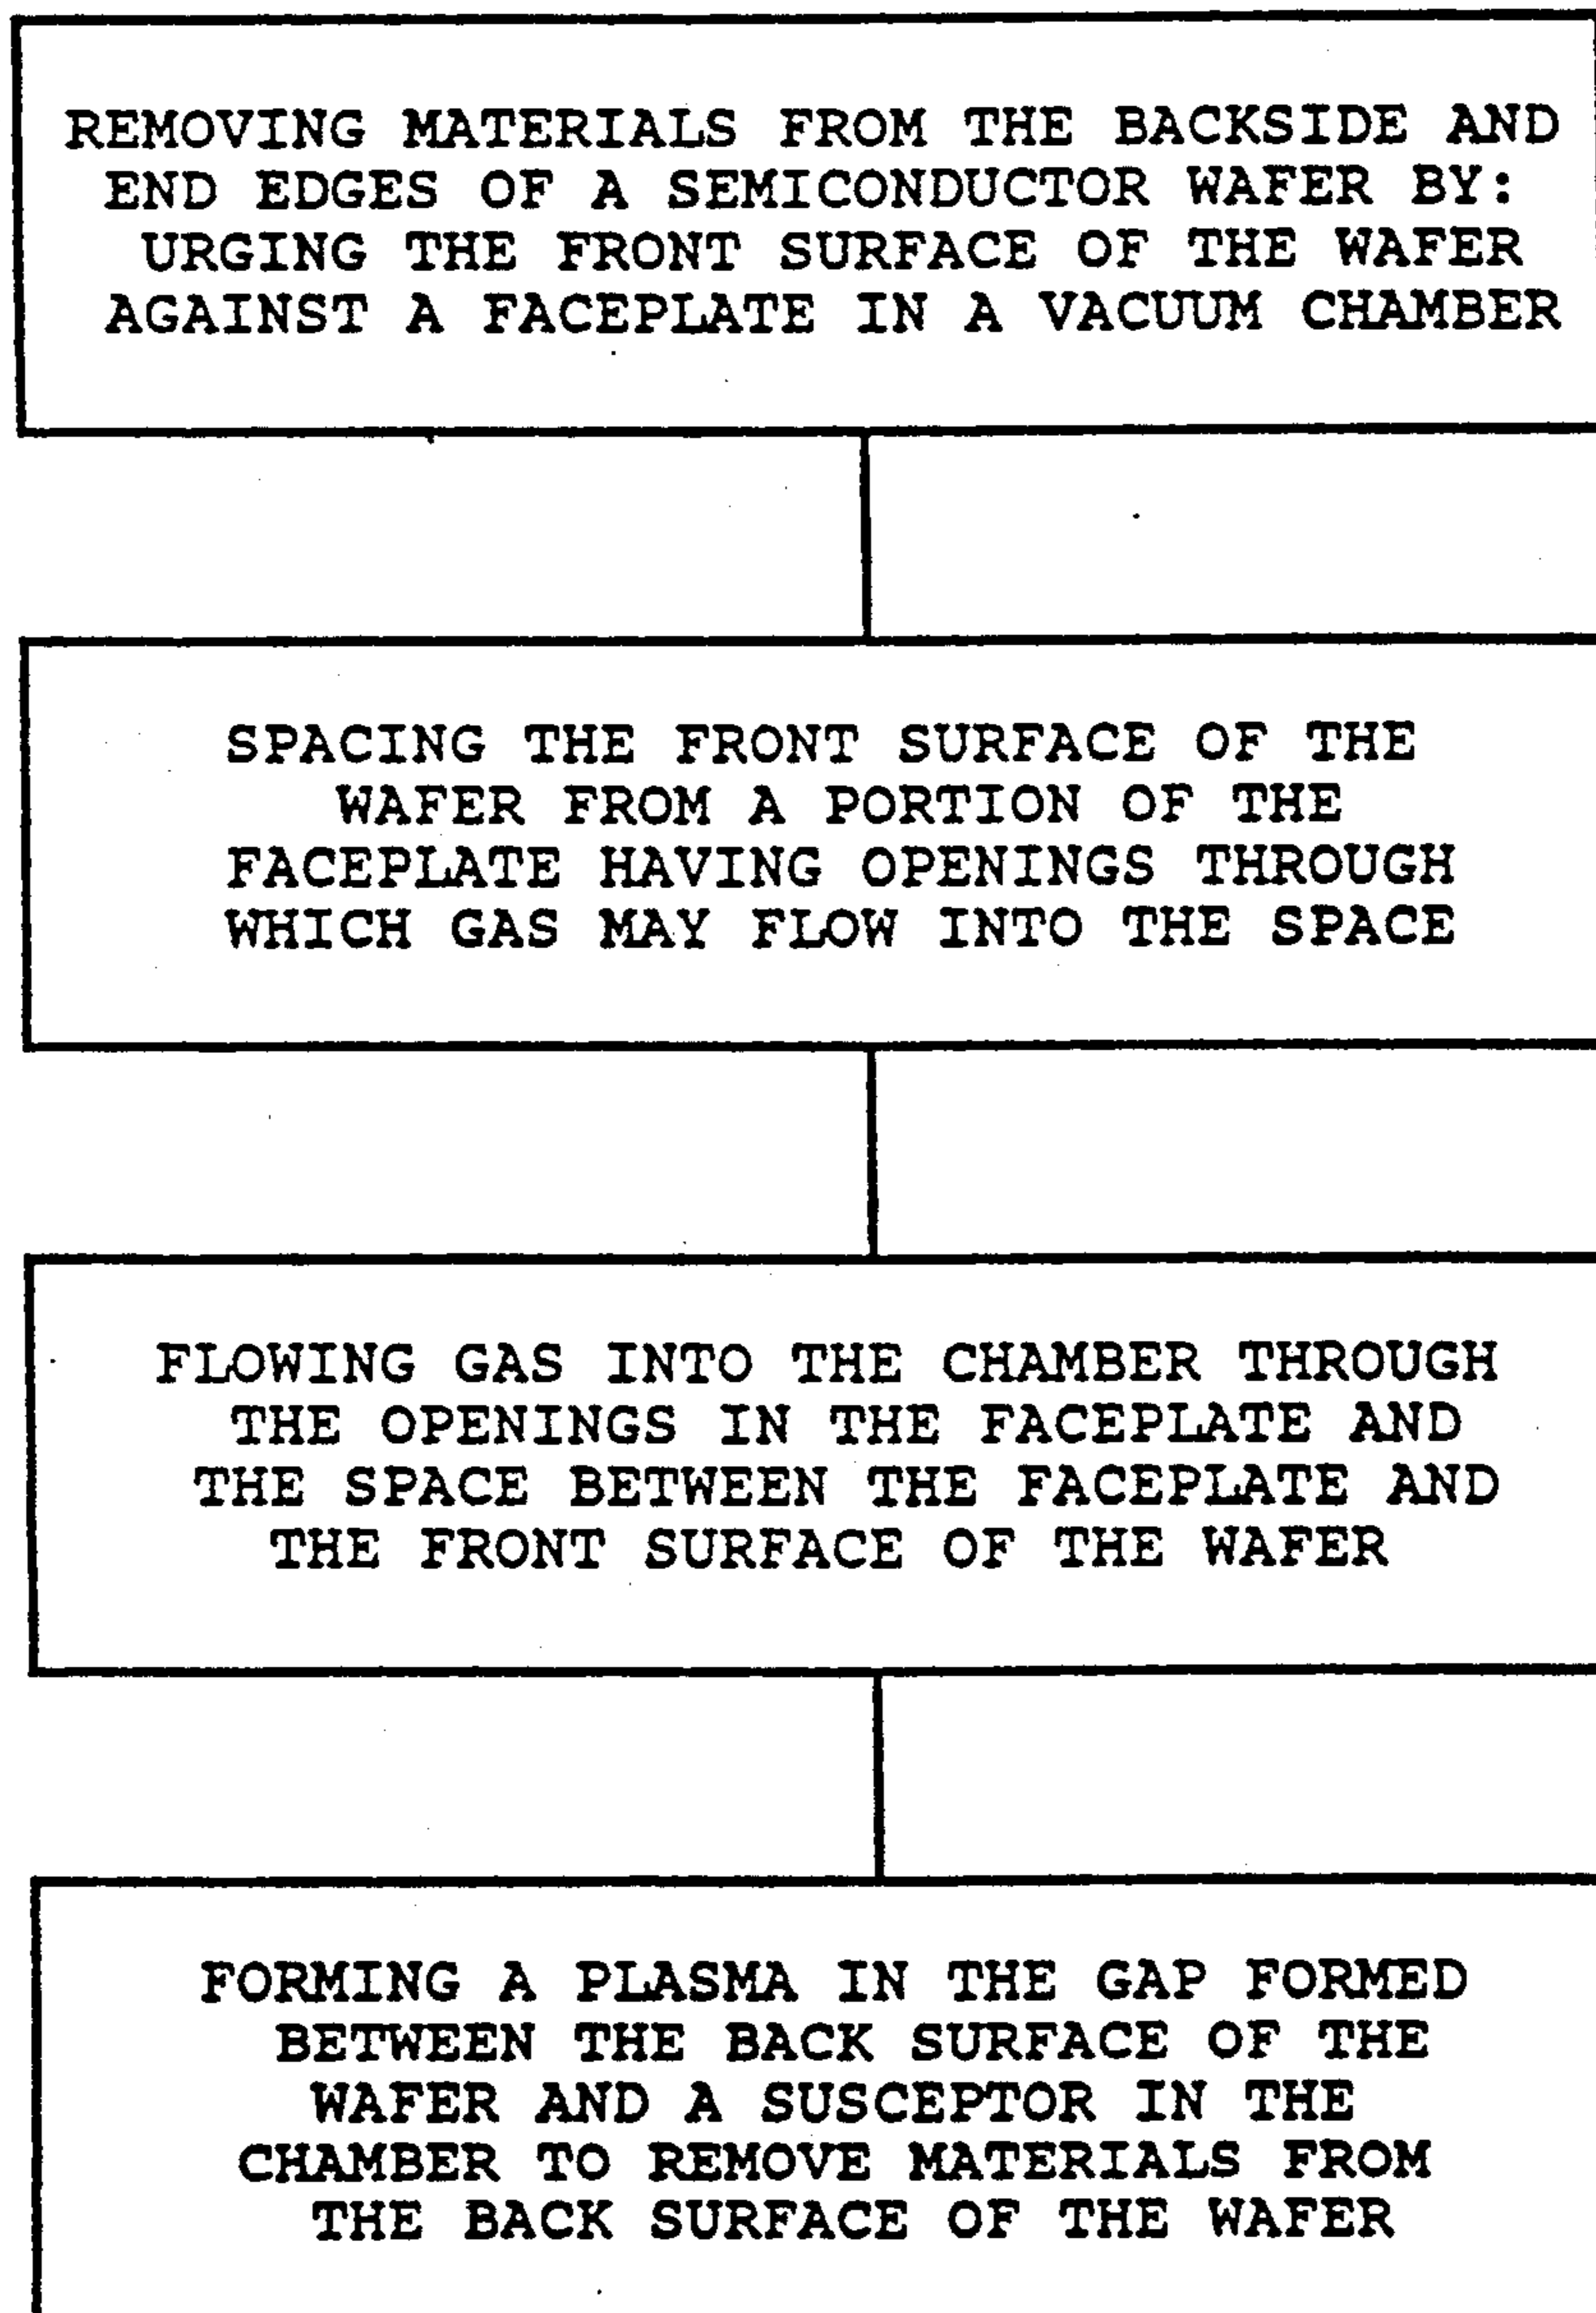 REMOVING MATERIALS FROM THE BACKSIDE AND
END EDGES OF A SEMICONDUCTOR WAFER BY:
URGING THE FRONT SURFACE OF THE WAFER
AGAINST A FACEPLATE IN A VACUUM CHAMBER
SPACING THE FRONT SURFACE OF THE
WAFER FROM A PORTION OF THE
FACEPLATE HAVING OPENINGS THROUGH
WHICH GAS MAY FLOW INTO THE SPACE
FLOWING GAS INTO THE CHAMBER THROUGH
THE OPENINGS IN THE FACEPLATE AND
THE SPACE BETWEEN THE FACEPLATE AND
THE FRONT SURFACE OF THE WAFER
FORMING A PLASMA IN THE GAP FORMED
BETWEEN THE BACK SURFACE OF THE
WAFER AND A SUSCEPTOR IN THE
CHAMBER TO REMOVE MATERIALS FROM
THE BACK SURFACE OF THE WAFER